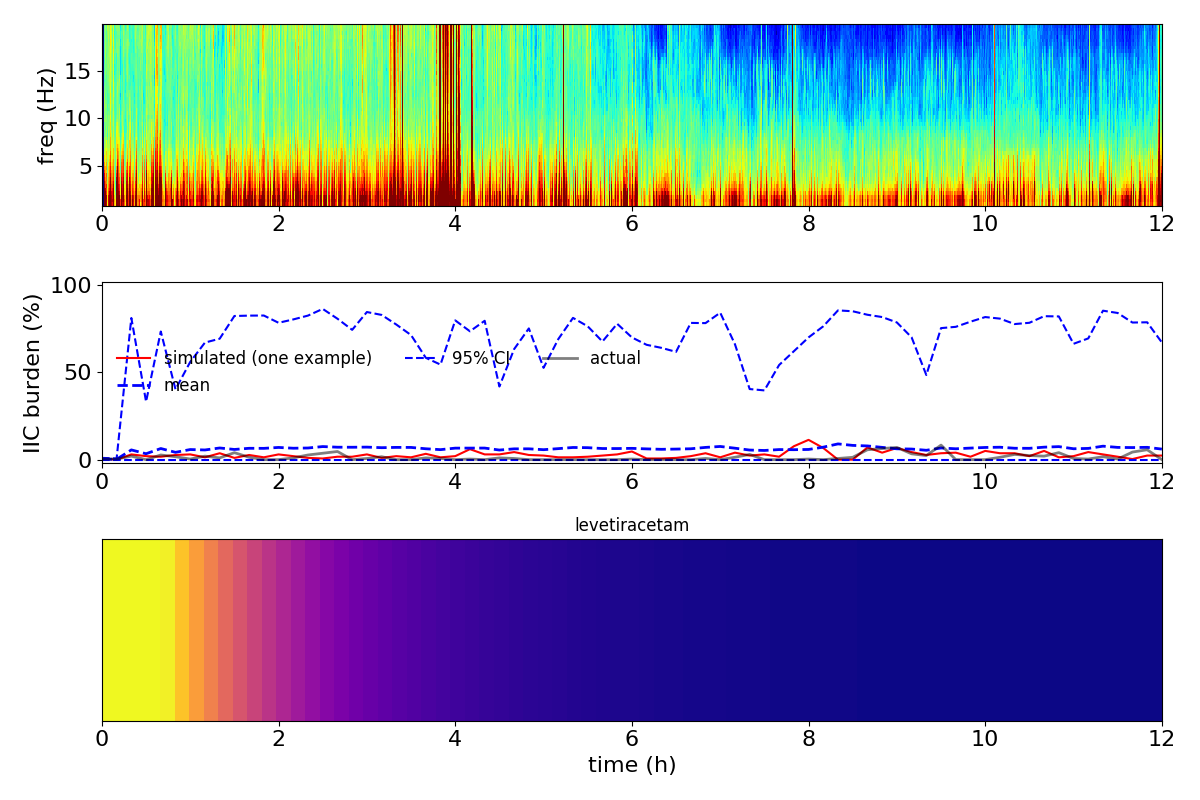 freq (Hz)
15
10
5
0 2 4 6 8 10 12
IIC burden (%)
100
50
0
simulated (one example) 95% CI actual
mean
0 2 4 6 8 10 12
levetiracetam
0 2 4 6 8 10 12
time (h)